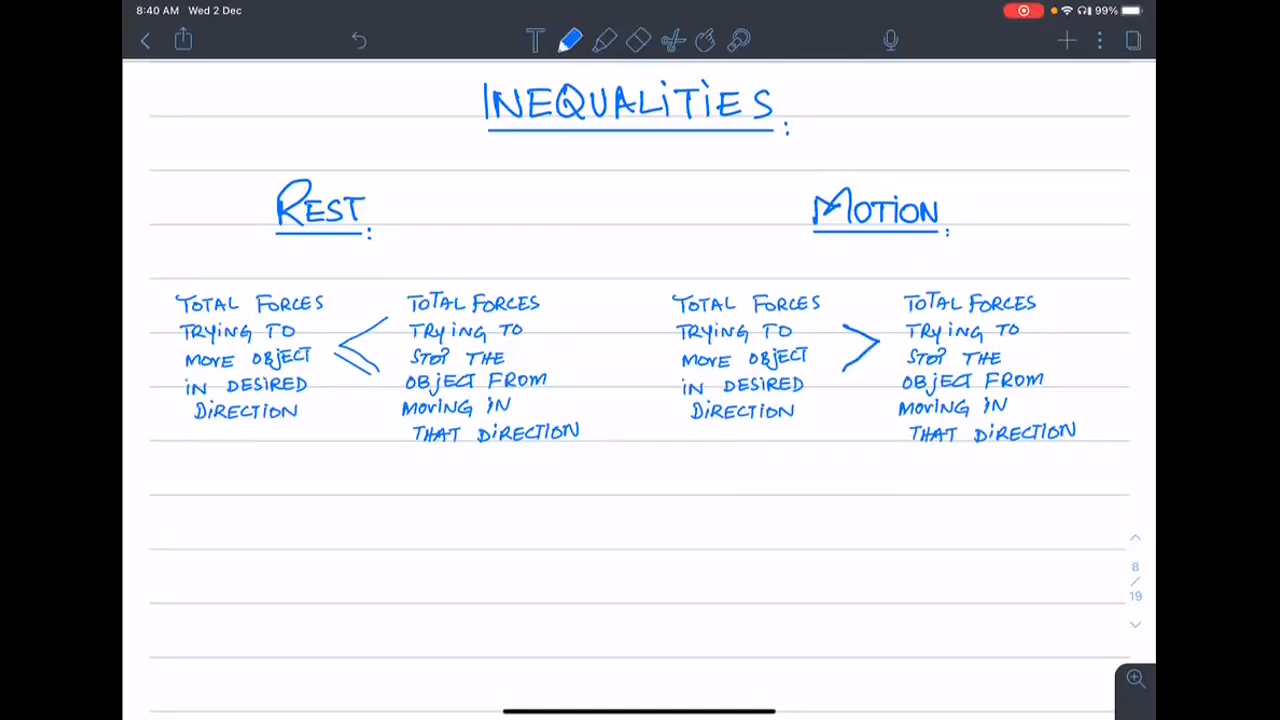 8:40 AM Wed 2 Dec
99%
INEQUALITIES:
REST:
MOTION:
TOTAL FORCES
TRYING TO
MOVE OBJECT
IN DESIRED
DIRECTION
≤
TOTAL FORCES
TRYING TO
STOP THE
OBJECT FROM
MOVING IN
THAT DIRECTION
TOTAL FORCES
TRYING TO
MOVE OBJECT
IN DESIRED
DIRECTION
>
TOTAL FORCES
TRYING TO
STOP THE
OBJECT FROM
MOVING IN
THAT DIRECTION
8
/
19